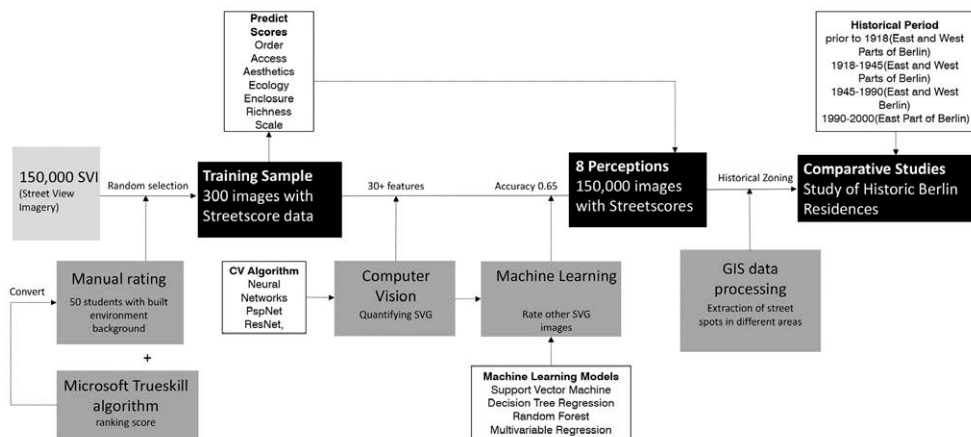 Predict
Scores
Order
Access
Aesthetics
Ecology
Enclosure
Richness
Scale
Historical Period
prior to 1918(East and West
Parts of Berlin)
1918-1945(East and West
Parts of Berlin)
1945-1990(East and West
Berlin)
1990-2000(East Part of Berlin)
150,000 SVI
(Street View
Imagery)
Random selection
Training Sample
300 images with
Streetscore data
30+ features
Accuracy 0.65
8 Perceptions
150,000 images
with Streetscores
Historical Zoning
Comparative Studies
Study of Historic Berlin
Residences
Convert
Manual rating
50 students with built
environment
background
+
Microsoft Trueskill
algorithm
ranking score
CV Algorithm
Neural
Networks
PspNet
ResNet,
Computer
Vision
Quantifying SVG
Machine Learning
Rate other SVG
images
GIS data
processing
Extraction of street
spots in different areas
Machine Learning Models
Support Vector Machine
Decision Tree Regression
Random Forest
Multivariable Regression